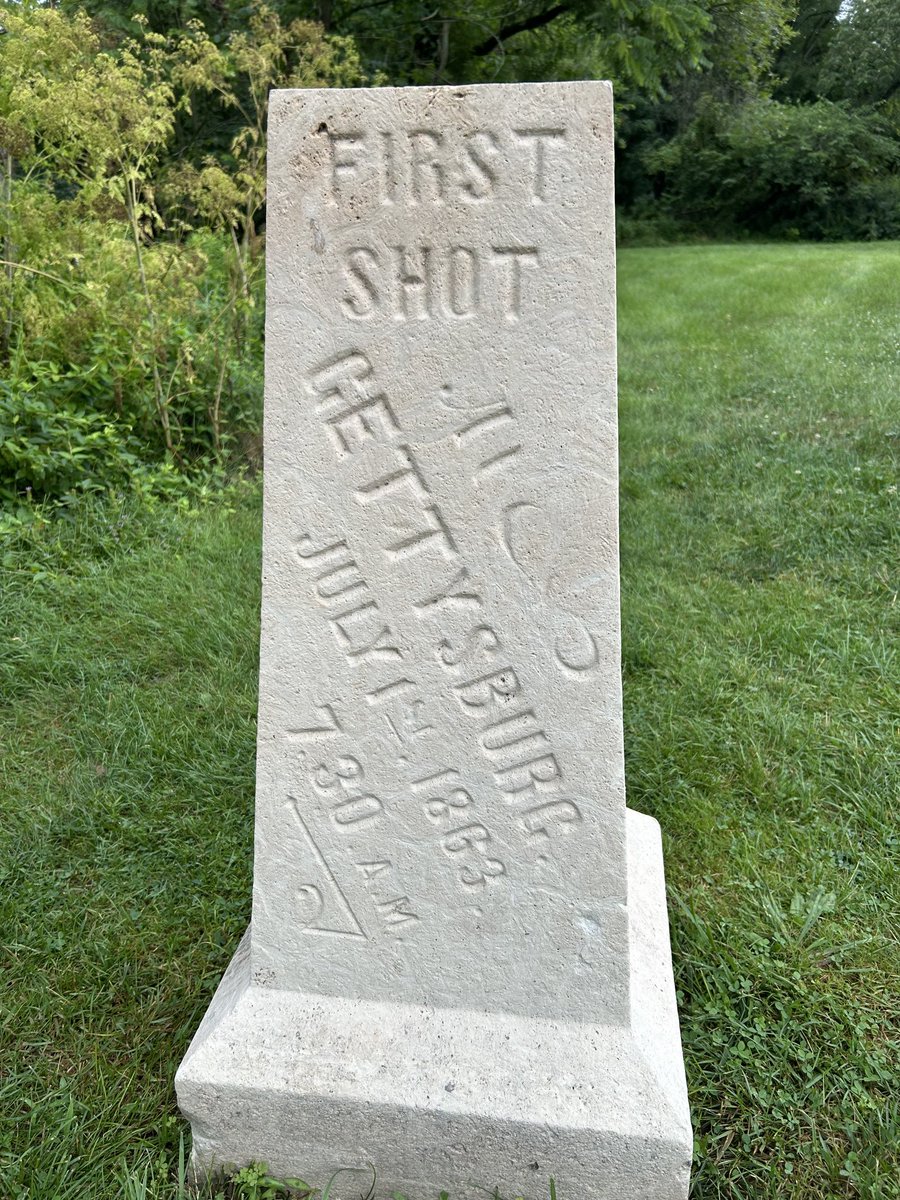 FIRST
SHOT
AT
GETTYSBURG.
JULY 1st 1863.
7.30. A.M.